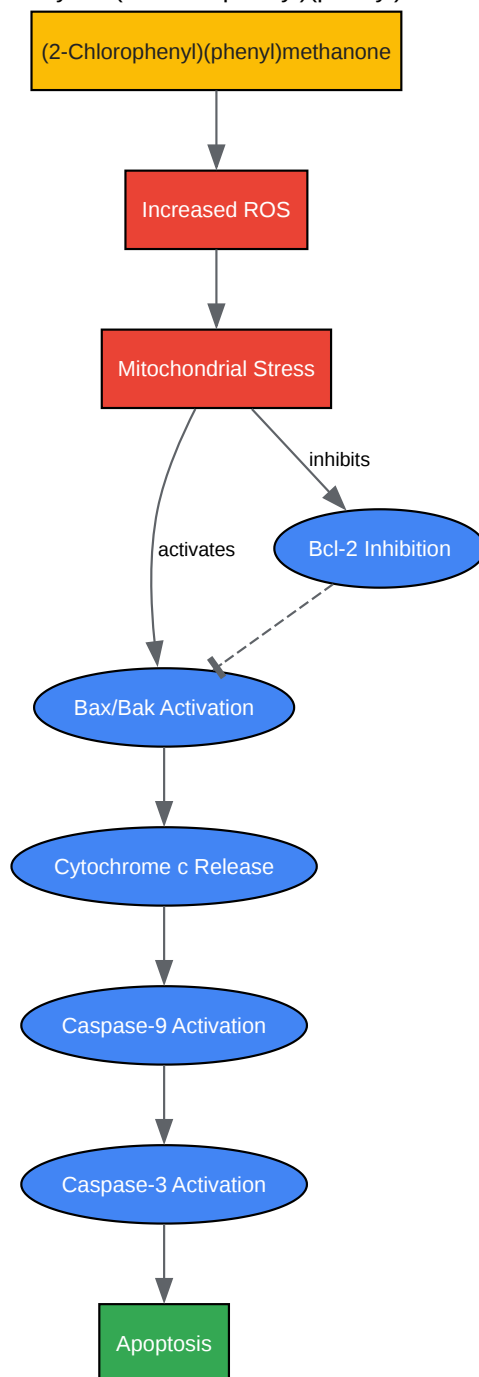 (2-Chlorophenyl)(phenyl)methanone
Increased ROS
Mitochondrial Stress
inhibits
activates
Bcl-2 Inhibition
Bax/Bak Activation
Cytochrome c Release
Caspase-9 Activation
Caspase-3 Activation
Apoptosis